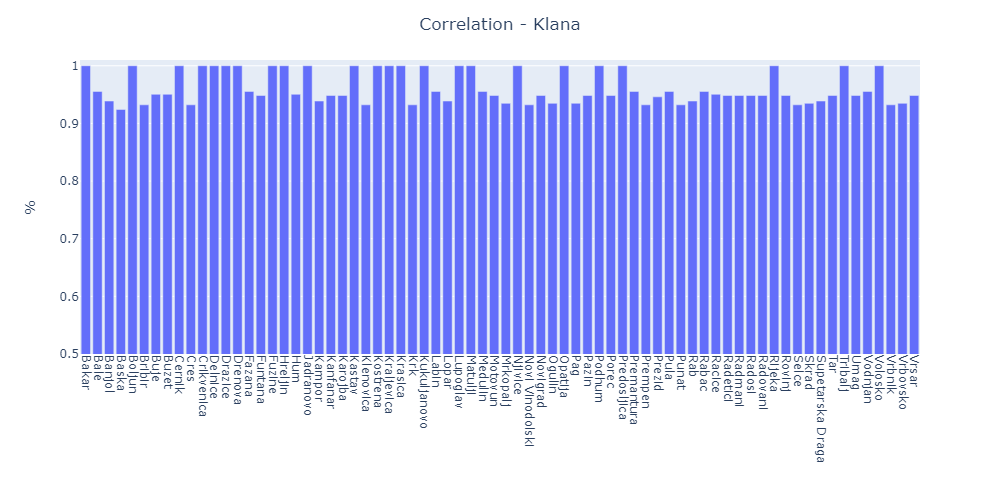 Correlation - Klana
%
1
0.9
0.8
0.7
0.6
0.5
Bakar
Bale
Banjol
Baska
Boljun
Bribir
Buje
Buzet
Cernik
Cres
Crikvenica
Delnice
Drazice
Drenova
Fazana
Funtana
Fuzine
Hreljin
Hum
Jadranovo
Kampor
Kanfanar
Karojba
Kastav
Klenovica
Kostrena
Kraljevica
Krasica
Krk
Kukuljanovo
Labin
Lopar
Lupoglav
Matulji
Medulin
Motovun
Mrkopalj
Njivice
Novi Vinodolski
Novigrad
Ogulin
Opatija
Pag
Pazin
Podhum
Porec
Predosijica
Premantura
Prempen
Prezid
Pula
Punat
Rab
Rabac
Racice
Radetici
Radmani
Radosi
Radovani
Rijeka
Rovinj
Selce
Skrad
Supetarska Draga
Tar
Tribalj
Umag
Vodnjan
Volosko
Vrbnik
Vrbovsko
Vrsar